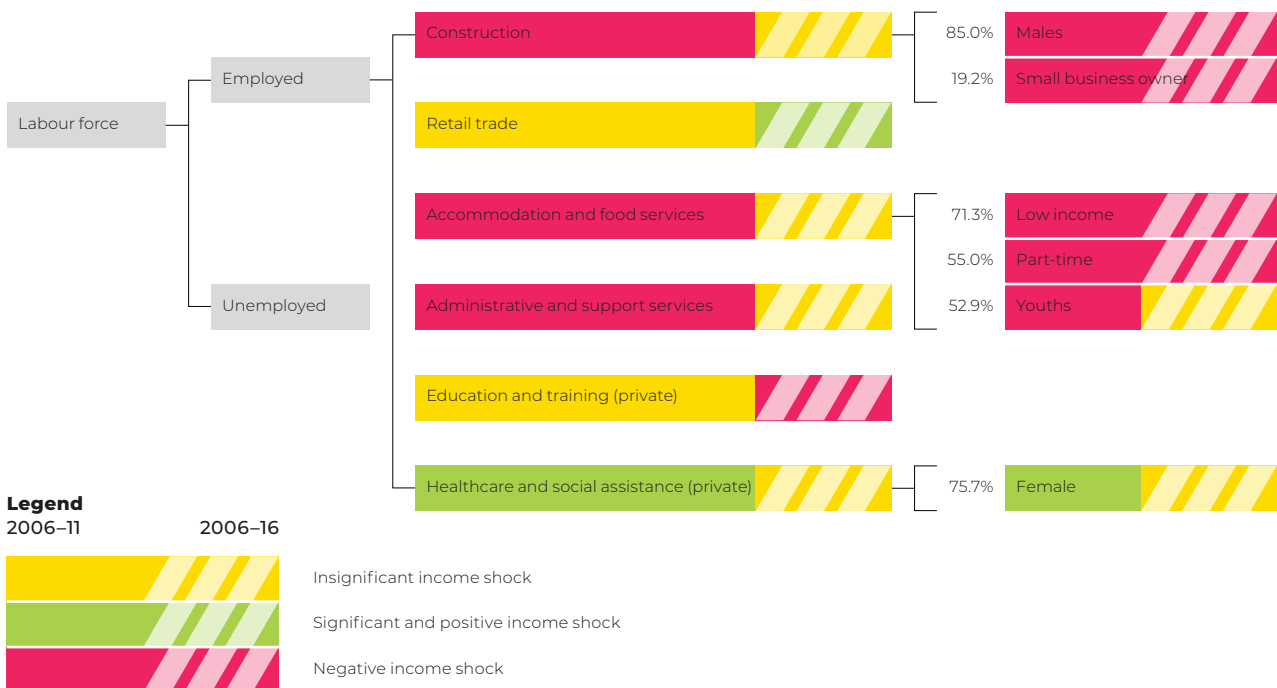 Labour force
Employed
Unemployed
Construction
Retail trade
Accommodation and food services
Administrative and support services
Education and training (private)
Healthcare and social assistance (private)
85.0% Males
19.2% Small business owner
71.3% Low income
55.0% Part-time
52.9% Youths
75.7% Female
Legend
2006–11 2006–16
Insignificant income shock
Significant and positive income shock
Negative income shock